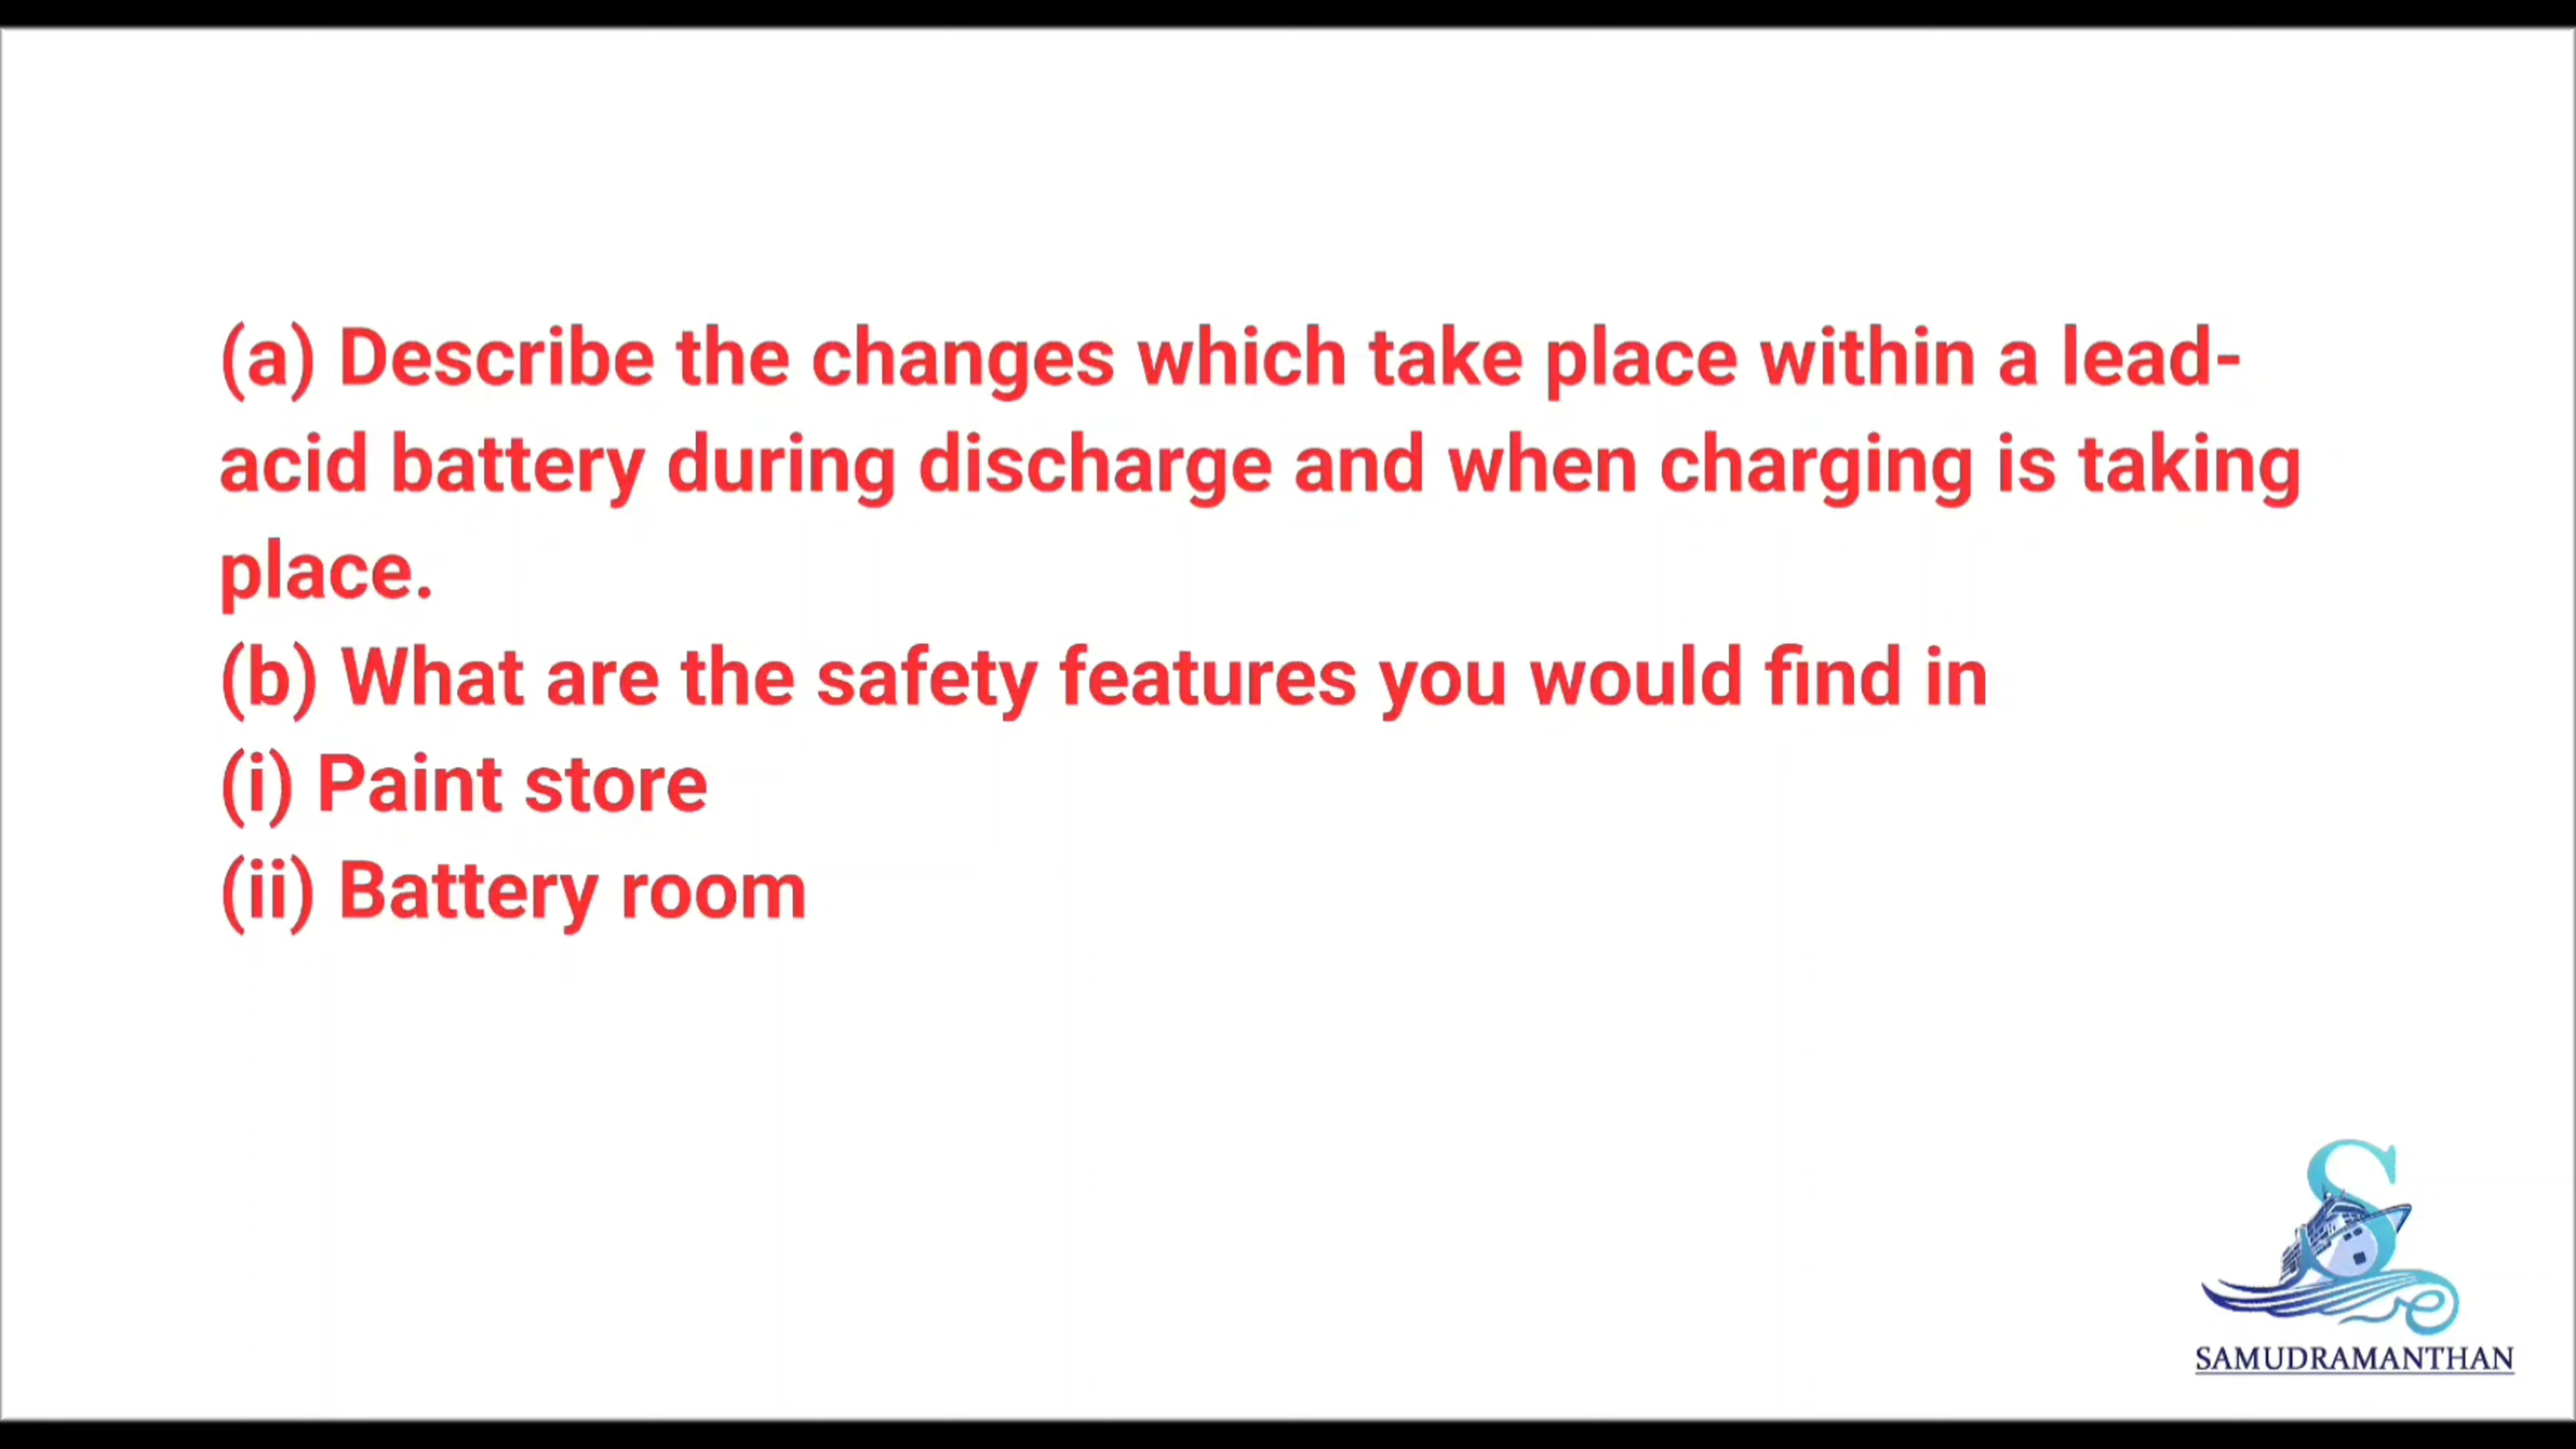 (a) Describe the changes which take place within a lead-
acid battery during discharge and when charging is taking
place.
(b) What are the safety features you would find in
(i) Paint store
(ii) Battery room
SAMUDRAMANTHAN